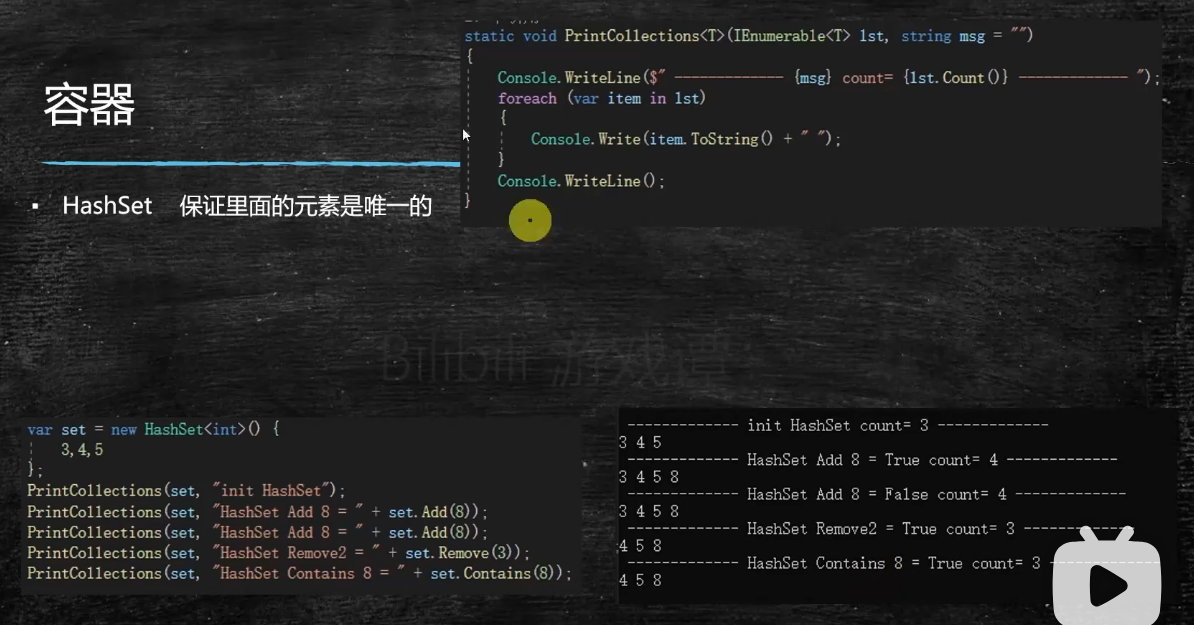 容器
▪ HashSet 保证里面的元素是唯一的
static void PrintCollections<T>(IEnumerable<T> lst, string msg = "")
{
Console.WriteLine($" ------------- {msg} count= {lst.Count()} ------------- ");
foreach (var item in lst)
{
Console.Write(item.ToString() + " ");
}
Console.WriteLine();
}
Bilibili 游戏谭
var set = new HashSet<int>() {
3,4,5
};
PrintCollections(set, "init HashSet");
PrintCollections(set, "HashSet Add 8 = " + set.Add(8));
PrintCollections(set, "HashSet Add 8 = " + set.Add(8));
PrintCollections(set, "HashSet Remove2 = " + set.Remove(3));
PrintCollections(set, "HashSet Contains 8 = " + set.Contains(8));
------------- init HashSet count= 3 -------------
3 4 5
------------- HashSet Add 8 = True count= 4 -------------
3 4 5 8
------------- HashSet Add 8 = False count= 4 -------------
3 4 5 8
------------- HashSet Remove2 = True count= 3 -------------
4 5 8
------------- HashSet Contains 8 = True count= 3 -------------
4 5 8